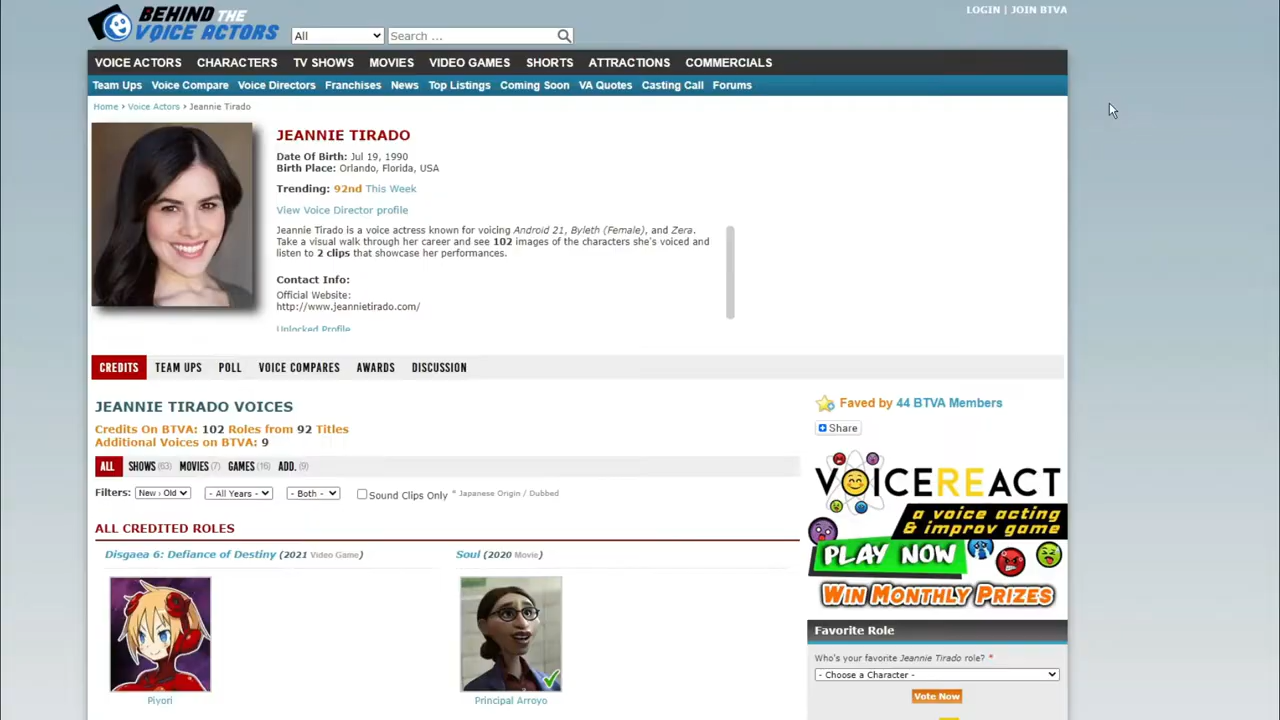 BEHIND THE
VOICE ACTORS
All
Search ...
LOGIN | JOIN BTVA
VOICE ACTORS CHARACTERS TV SHOWS MOVIES VIDEO GAMES SHORTS ATTRACTIONS COMMERCIALS
Team Ups Voice Compare Voice Directors Franchises News Top Listings Coming Soon VA Quotes Casting Call Forums
Home › Voice Actors › Jeannie Tirado
JEANNIE TIRADO
Date Of Birth: Jul 19, 1990
Birth Place: Orlando, Florida, USA
Trending: 92nd This Week
View Voice Director profile
Jeannie Tirado is a voice actress known for voicing Android 21, Byleth (Female), and Zera.
Take a visual walk through her career and see 102 images of the characters she's voiced and
listen to 2 clips that showcase her performances.
Contact Info:
Official Website:
http://www.jeannietirado.com/
Unlocked Profile
CREDITS TEAM UPS POLL VOICE COMPARES AWARDS DISCUSSION
JEANNIE TIRADO VOICES
Credits On BTVA: 102 Roles from 92 Titles
Additional Voices on BTVA: 9
ALL SHOWS (63) MOVIES (7) GAMES (16) ADD. (9)
Filters: New › Old - All Years - - Both - Sound Clips Only * Japanese Origin / Dubbed
ALL CREDITED ROLES
Disgaea 6: Defiance of Destiny (2021 Video Game)
Piyori
Soul (2020 Movie)
Principal Arroyo
Faved by 44 BTVA Members
Share
VOICEREACT
a voice acting
& improv game
PLAY NOW
WIN MONTHLY PRIZES
Favorite Role
Who's your favorite Jeannie Tirado role? *
- Choose a Character -
Vote Now